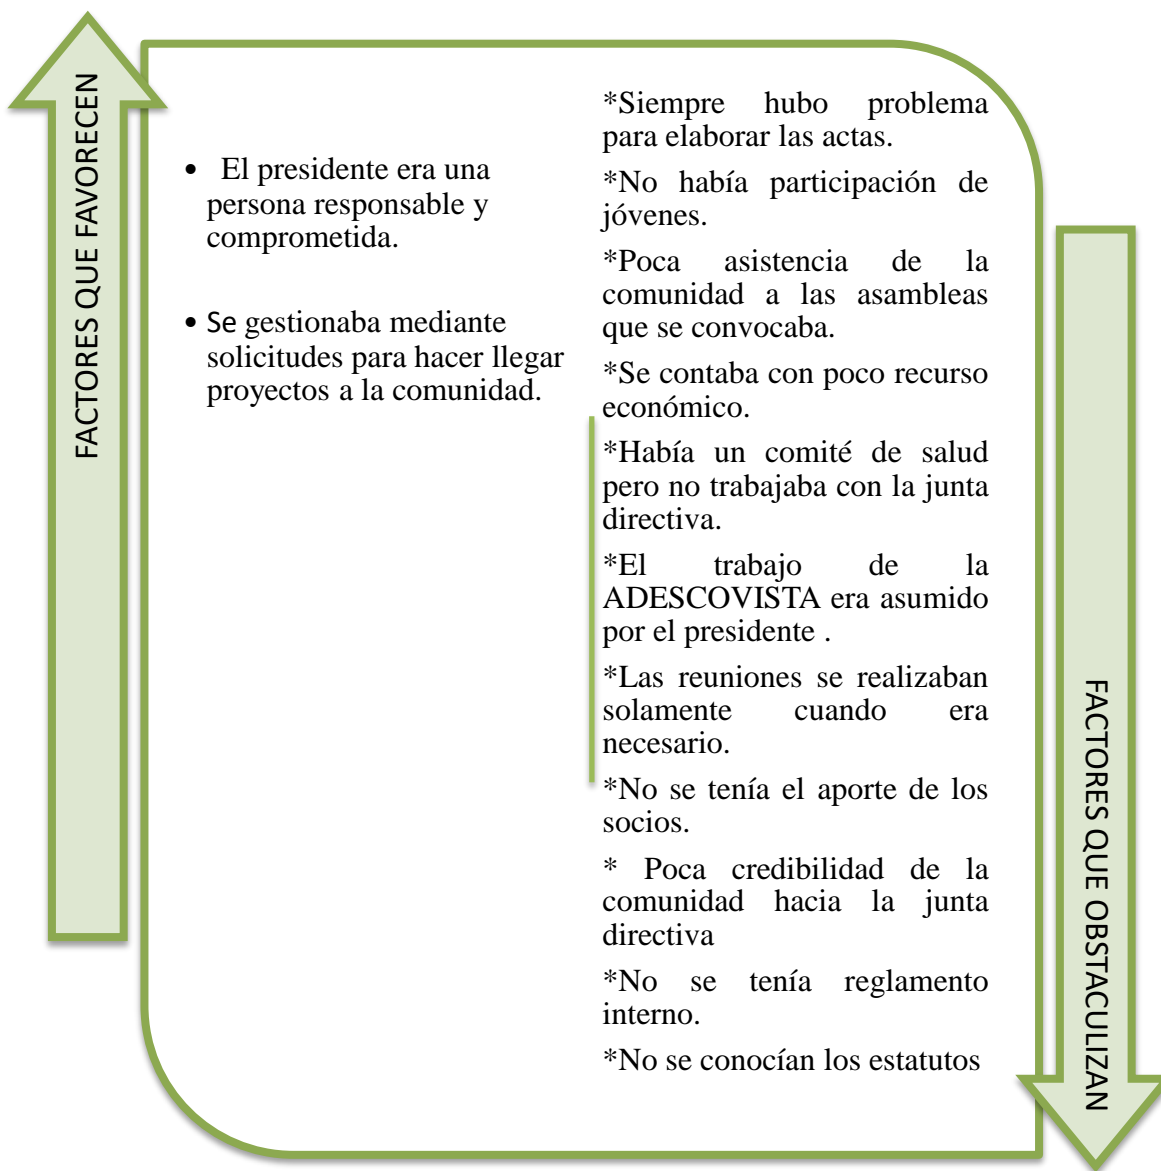 FACTORES QUE FAVORECEN
• El presidente era una
persona responsable y
comprometida.
• Se gestionaba mediante
solicitudes para hacer llegar
proyectos a la comunidad.
*Siempre hubo problema
para elaborar las actas.
*No había participación de
jóvenes.
*Poca asistencia de la
comunidad a las asambleas
que se convocaba.
*Se contaba con poco recurso
económico.
*Había un comité de salud
pero no trabajaba con la junta
directiva.
*El trabajo de la
ADESCOVISTA era asumido
por el presidente .
*Las reuniones se realizaban
solamente cuando era
necesario.
*No se tenía el aporte de los
socios.
* Poca credibilidad de la
comunidad hacia la junta
directiva
*No se tenía reglamento
interno.
*No se conocían los estatutos
FACTORES QUE OBSTACULIZAN